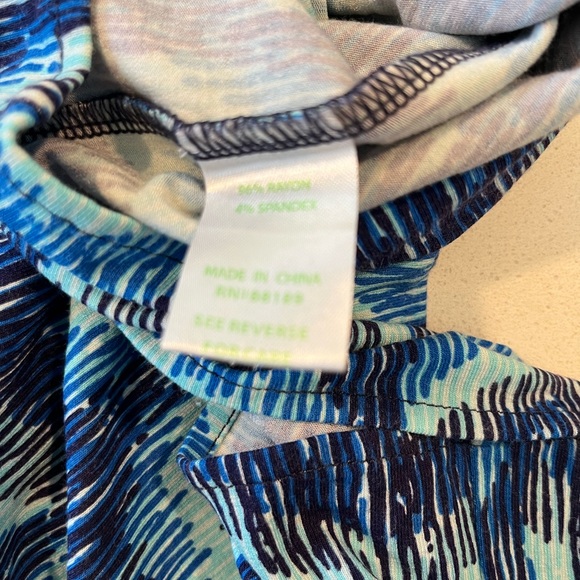 96% RAYON
4% SPANDEX
MADE IN CHINA
SEE REVERSE
FOR CARE